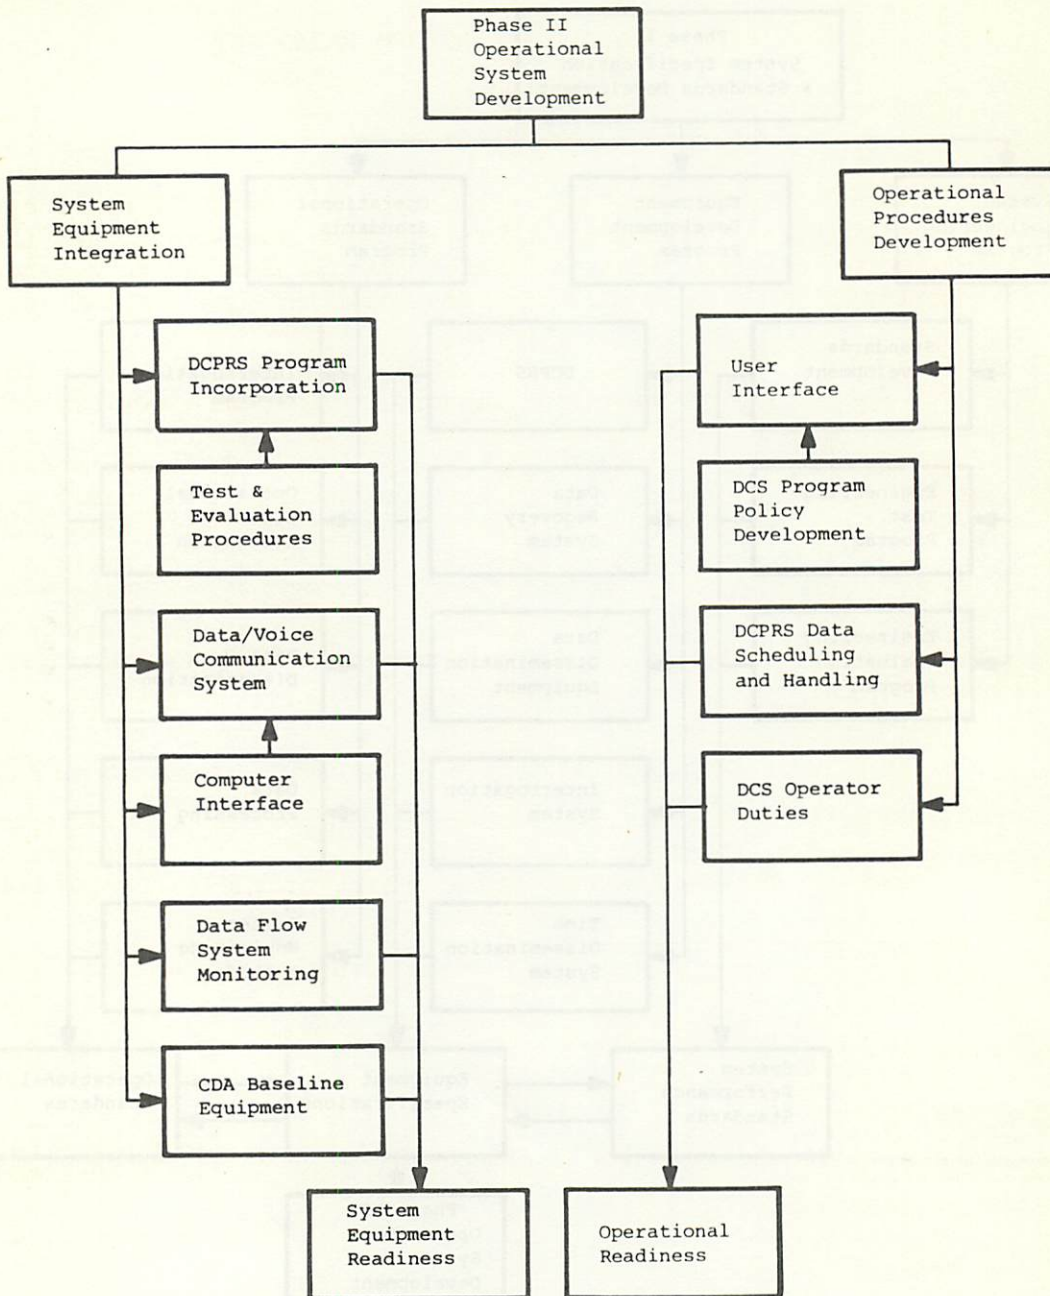 Phase II
Operational
System
Development
System
Equipment
Integration
Operational
Procedures
Development
DCPRS Program
Incorporation
User
Interface
Test &
Evaluation
Procedures
DCS Program
Policy
Development
Data/Voice
Communication
System
DCPRS Data
Scheduling
and Handling
Computer
Interface
DCS Operator
Duties
Data Flow
System
Monitoring
CDA Baseline
Equipment
System
Equipment
Readiness
Operational
Readiness